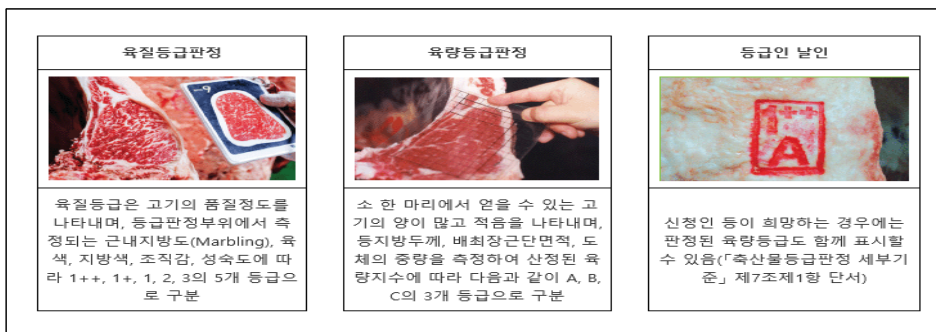 육질등급판정
육량등급판정
등급인 날인
-9
1++
A
육질등급은 고기의 품질정도를
나타내며, 등급판정부위에서 측
정되는 근내지방도(Marbling), 육
색, 지방색, 조직감, 성숙도에 따
라 1++, 1+, 1, 2, 3의 5개 등급으
로 구분
소 한 마리에서 얻을 수 있는 고
기의 양이 많고 적음을 나타내며,
등지방두께, 배최장근단면적, 도
체의 중량을 측정하여 산정된 육
량지수에 따라 다음과 같이 A, B,
C의 3개 등급으로 구분
신청인 등이 희망하는 경우에는
판정된 육량등급도 함께 표시할
수 있음(「축산물등급판정 세부기
준」 제7조제1항 단서)